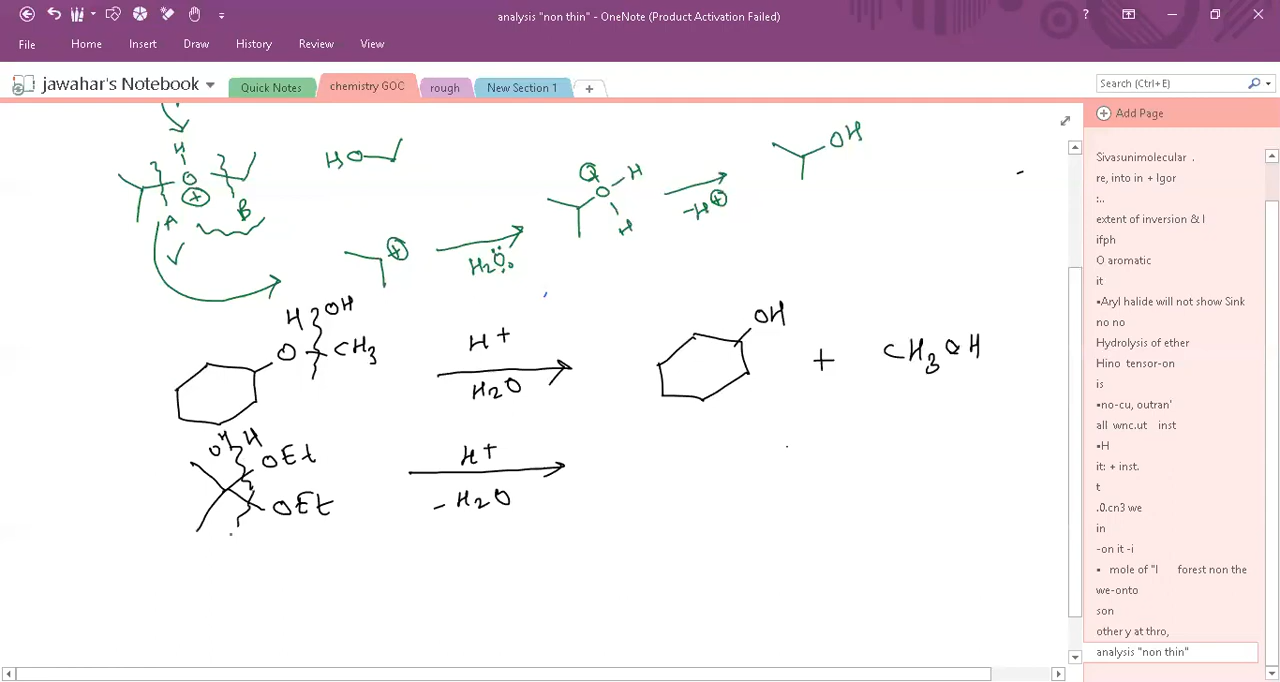 analysis "non thin" - OneNote (Product Activation Failed)
?
File Home Insert Draw History Review View
jawahar's Notebook
Quick Notes
chemistry GOC
rough
New Section 1
Search (Ctrl+E)
Add Page
Sivasunimolecular .
re, into in + Igor
:..
extent of inversion & I
ifph
O aromatic
it
•Aryl halide will not show Sink
no no
Hydrolysis of ether
Hino tensor-on
is
•no-cu, outran'
all wnc.ut inst
•H
it: + inst.
t
.0.cn3 we
in
-on it -i
• mole of "I forest non the
we-onto
son
other y at thro,
analysis "non thin"
H
O
+
A
B
HO
+
H2O
O
H
H
-H+
OH
H OH
O CH3
H+
H2O
OH
+
CH3OH
OH H
OEt
OEt
H+
-H2O